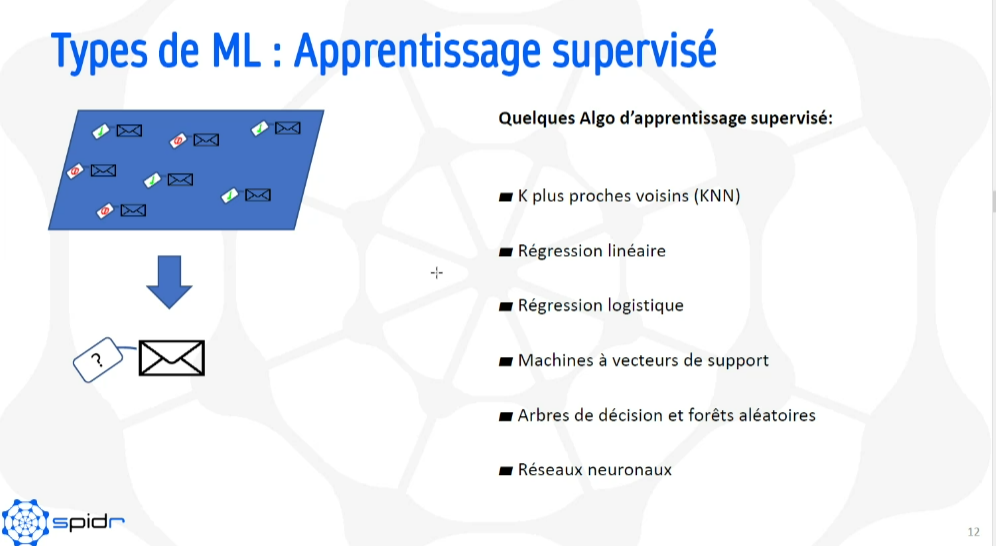 Types de ML : Apprentissage supervisé
Quelques Algo d'apprentissage supervisé:
K plus proches voisins (KNN)
Régression linéaire
Régression logistique
Machines à vecteurs de support
Arbres de décision et forêts aléatoires
Réseaux neuronaux
?
spidr
12